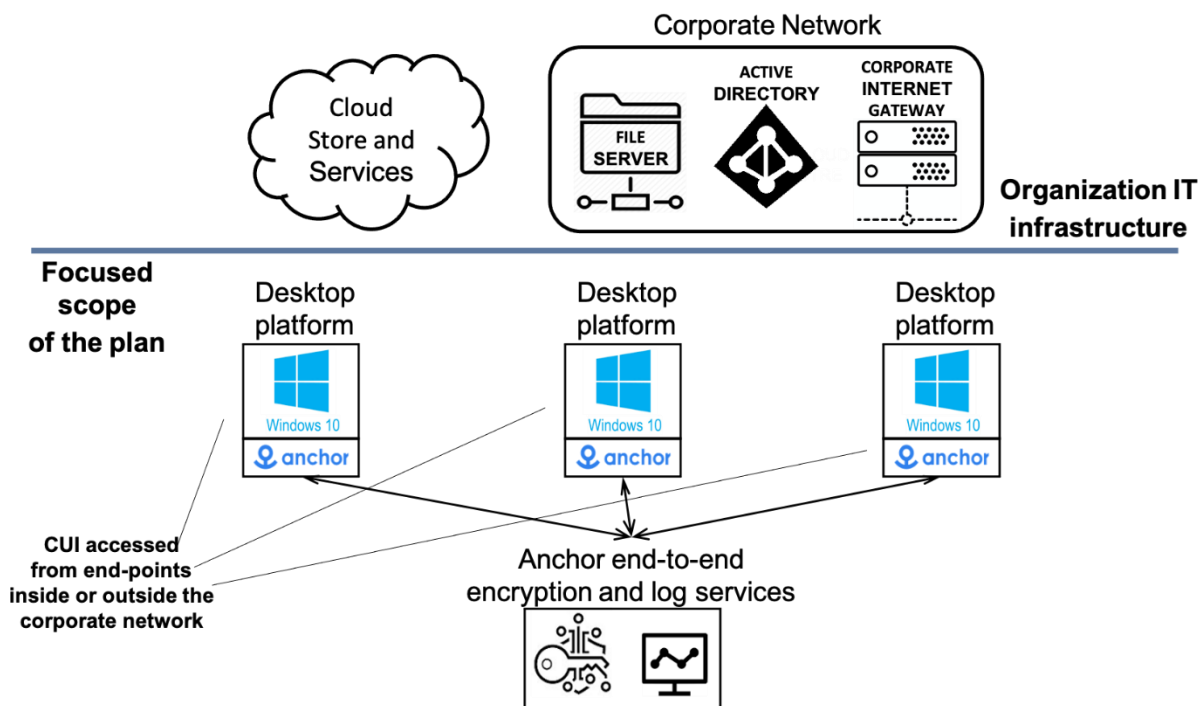 Corporate Network
Cloud
Store and
Services
FILE
SERVER
ACTIVE
DIRECTORY
CORPORATE
INTERNET
GATEWAY
Organization IT
infrastructure
Focused
scope
of the plan
Desktop
platform
Windows 10
anchor
Desktop
platform
Windows 10
anchor
Desktop
platform
Windows 10
anchor
CUI accessed
from end-points
inside or outside the
corporate network
Anchor end-to-end
encryption and log services